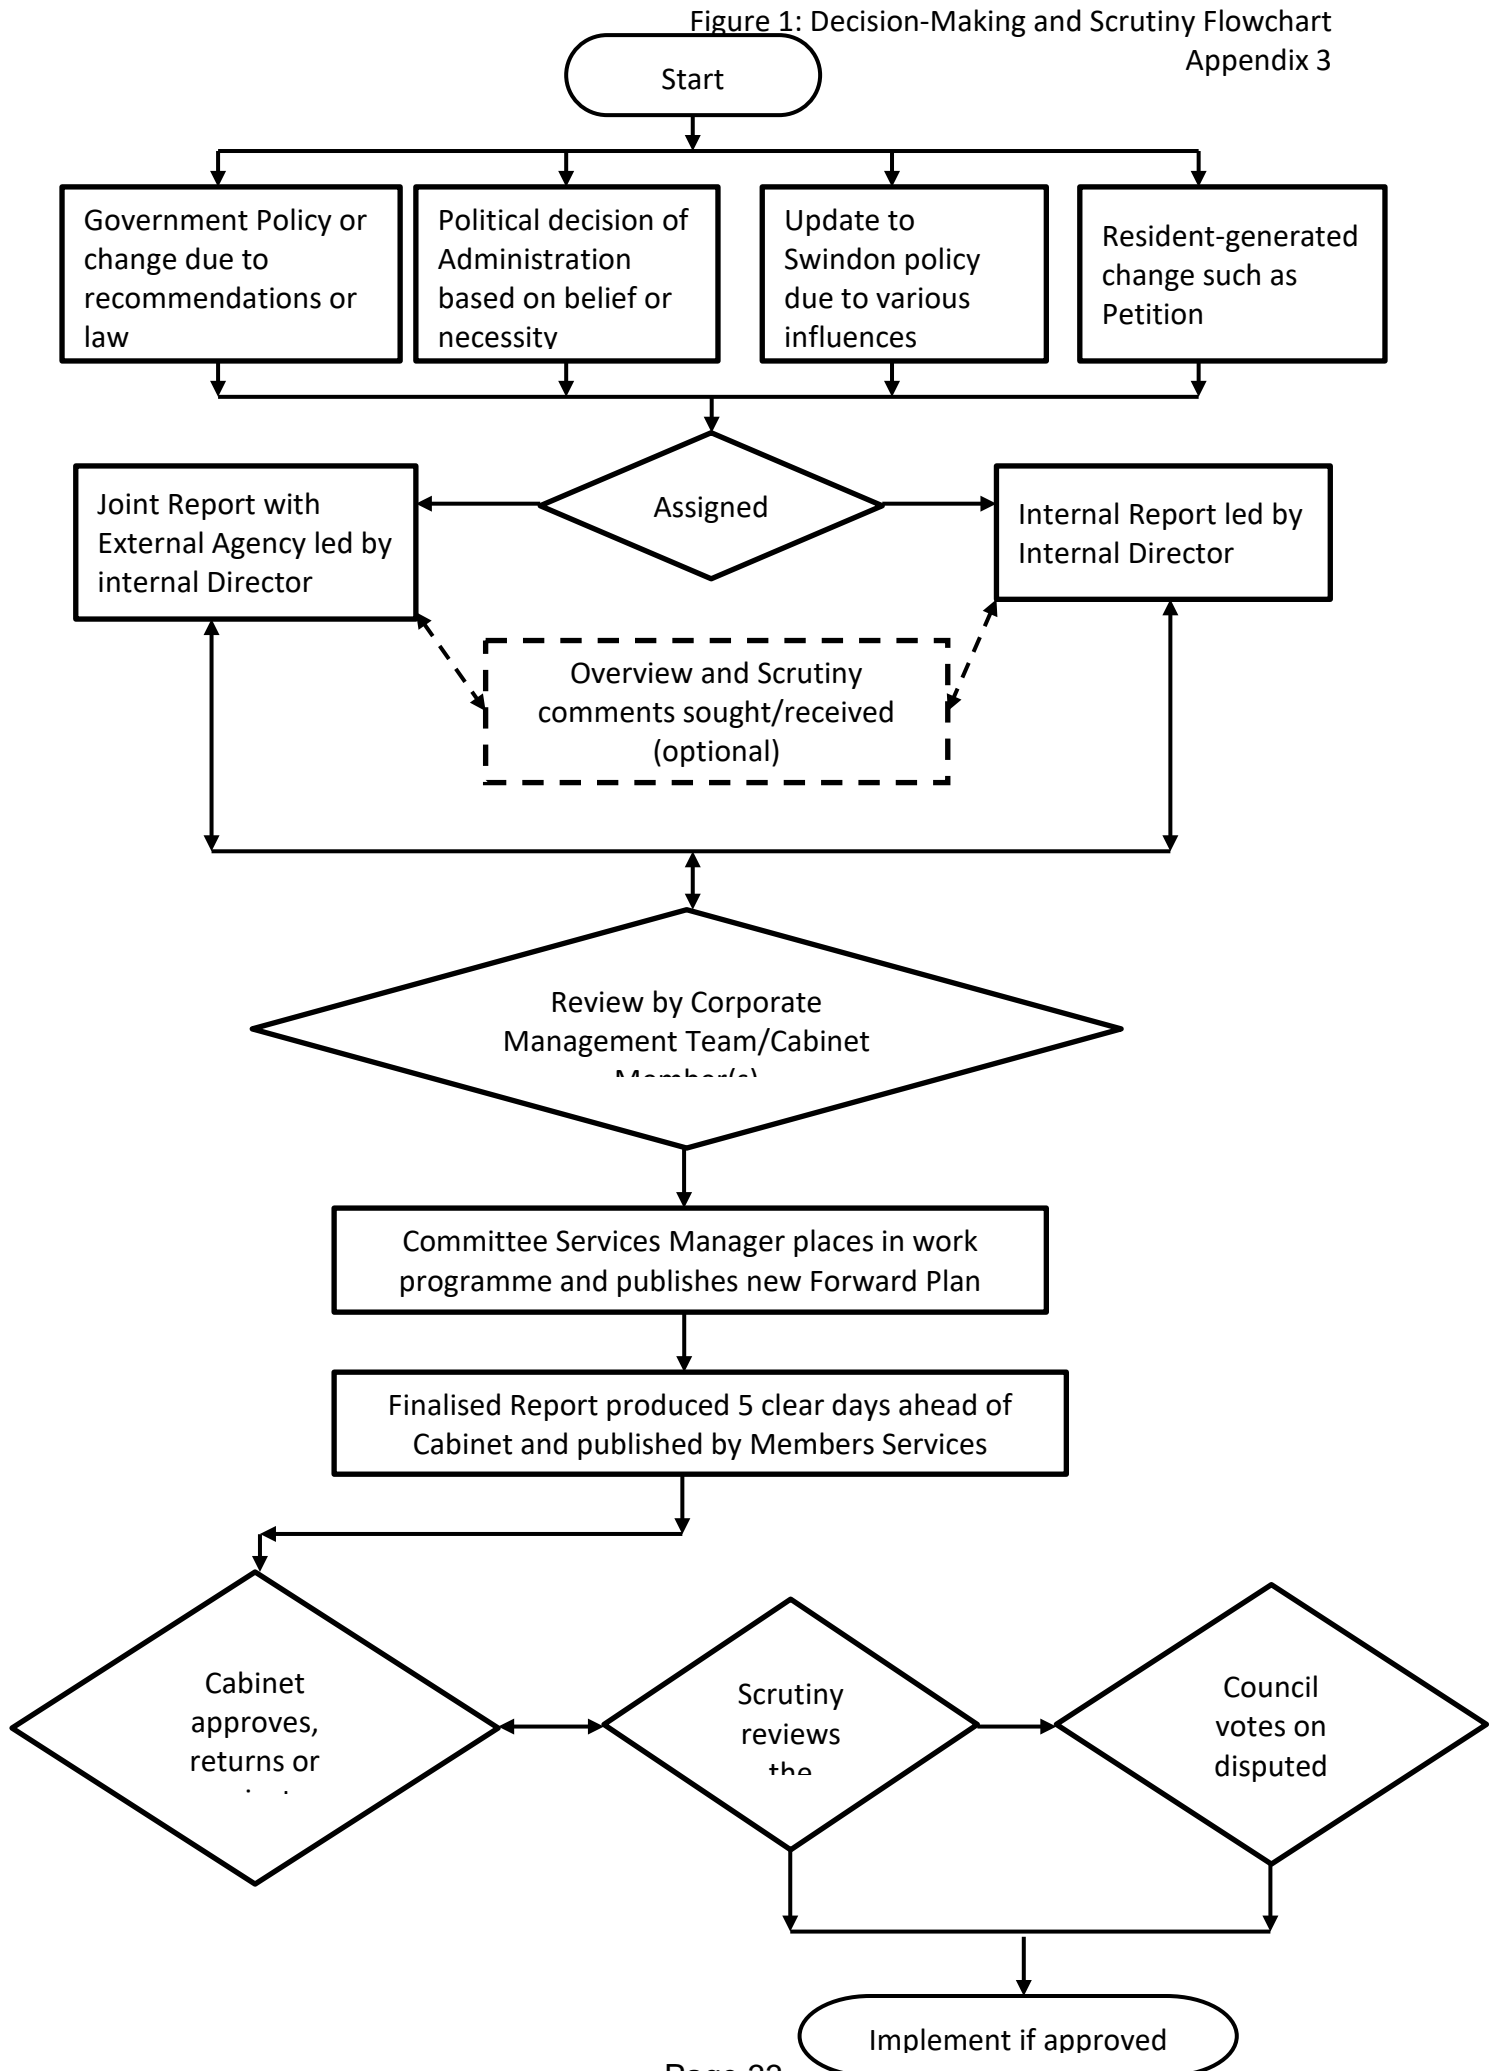 Figure 1: Decision-Making and Scrutiny Flowchart
Appendix 3
Start
Government Policy or
change due to
recommendations or
law
Political decision of
Administration
based on belief or
necessity
Update to
Swindon policy
due to various
influences
Resident-generated
change such as
Petition
Assigned
Joint Report with
External Agency led by
internal Director
Internal Report led by
Internal Director
Overview and Scrutiny
comments sought/received
(optional)
Review by Corporate
Management Team/Cabinet
Member(s)
Committee Services Manager places in work
programme and publishes new Forward Plan
Finalised Report produced 5 clear days ahead of
Cabinet and published by Members Services
Cabinet
approves,
returns or
Scrutiny
reviews
the
Council
votes on
disputed
Implement if approved
Page